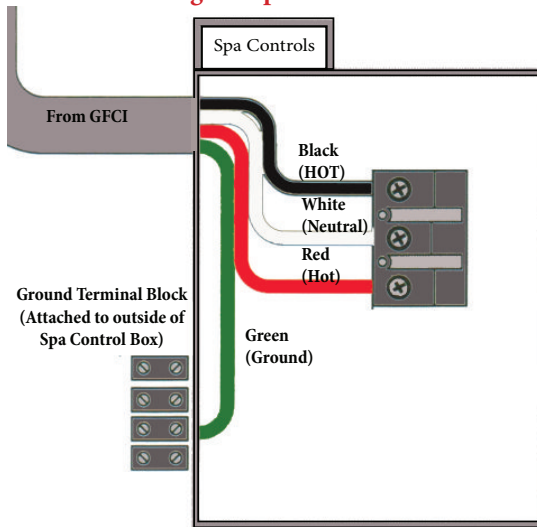 Spa Controls
From GFCI
Black
(HOT)
White
(Neutral)
Red
(Hot)
Ground Terminal Block
(Attached to outside of
Spa Control Box)
Green
(Ground)